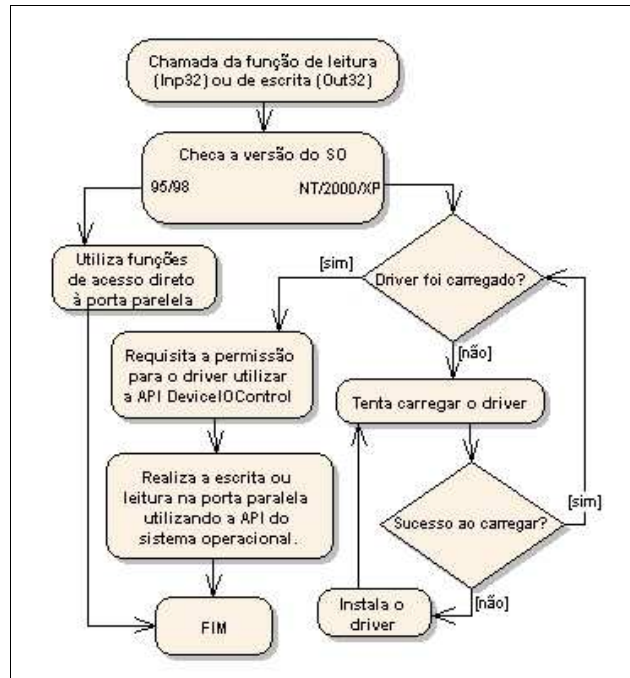 Chamada da função de leitura
(Inp32) ou de escrita (Out32)
Checa a versão do SO
95/98
NT/2000/XP
Utiliza funções
de acesso direto
à porta parelela
[sim]
Driver foi carregado?
[não]
Requisita a permissão
para o driver utilizar
a API DeviceIOControl
Tenta carregar o driver
Realiza a escrita ou
leitura na porta paralela
utilizando a API do
sistema operacional.
[sim]
Sucesso ao carregar?
[não]
Instala o
driver
FIM